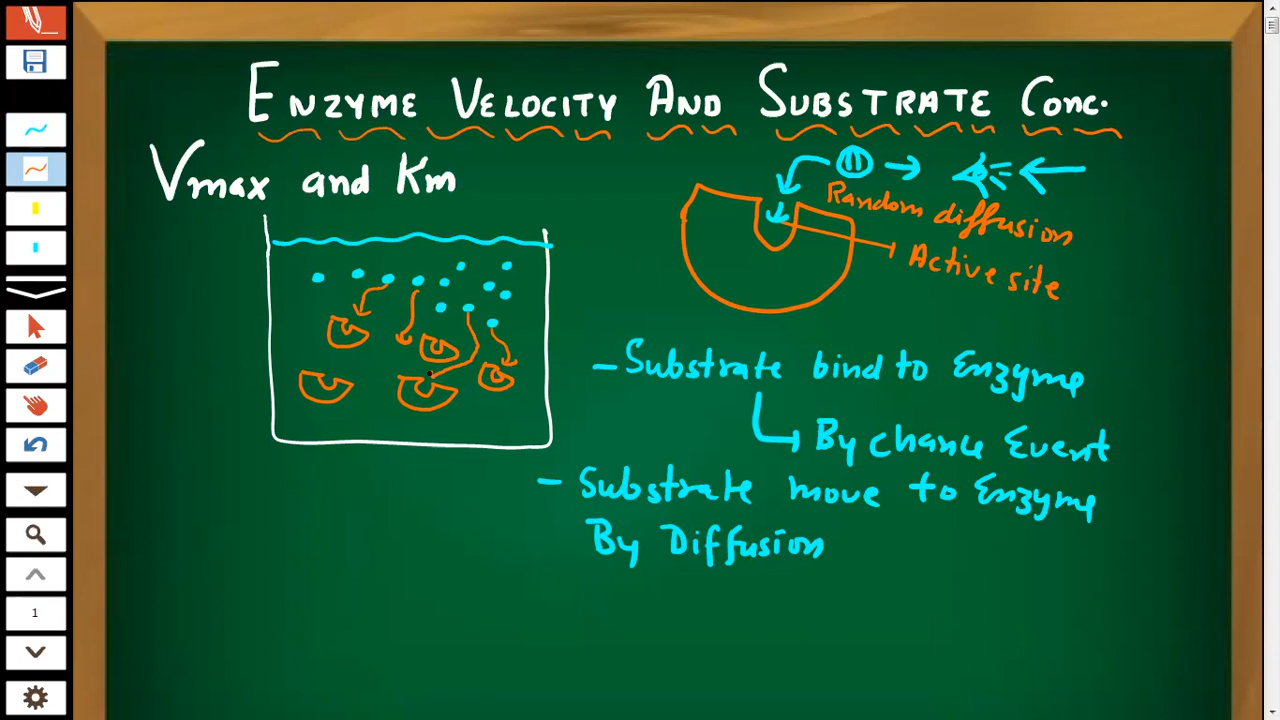 ENZYME VELOCITY AND SUBSTRATE CONC.
Vmax and Km
Random diffusion
Active site
- Substrate bind to Enzyme
By chance Event
- Substrate move to Enzyme
By Diffusion
1